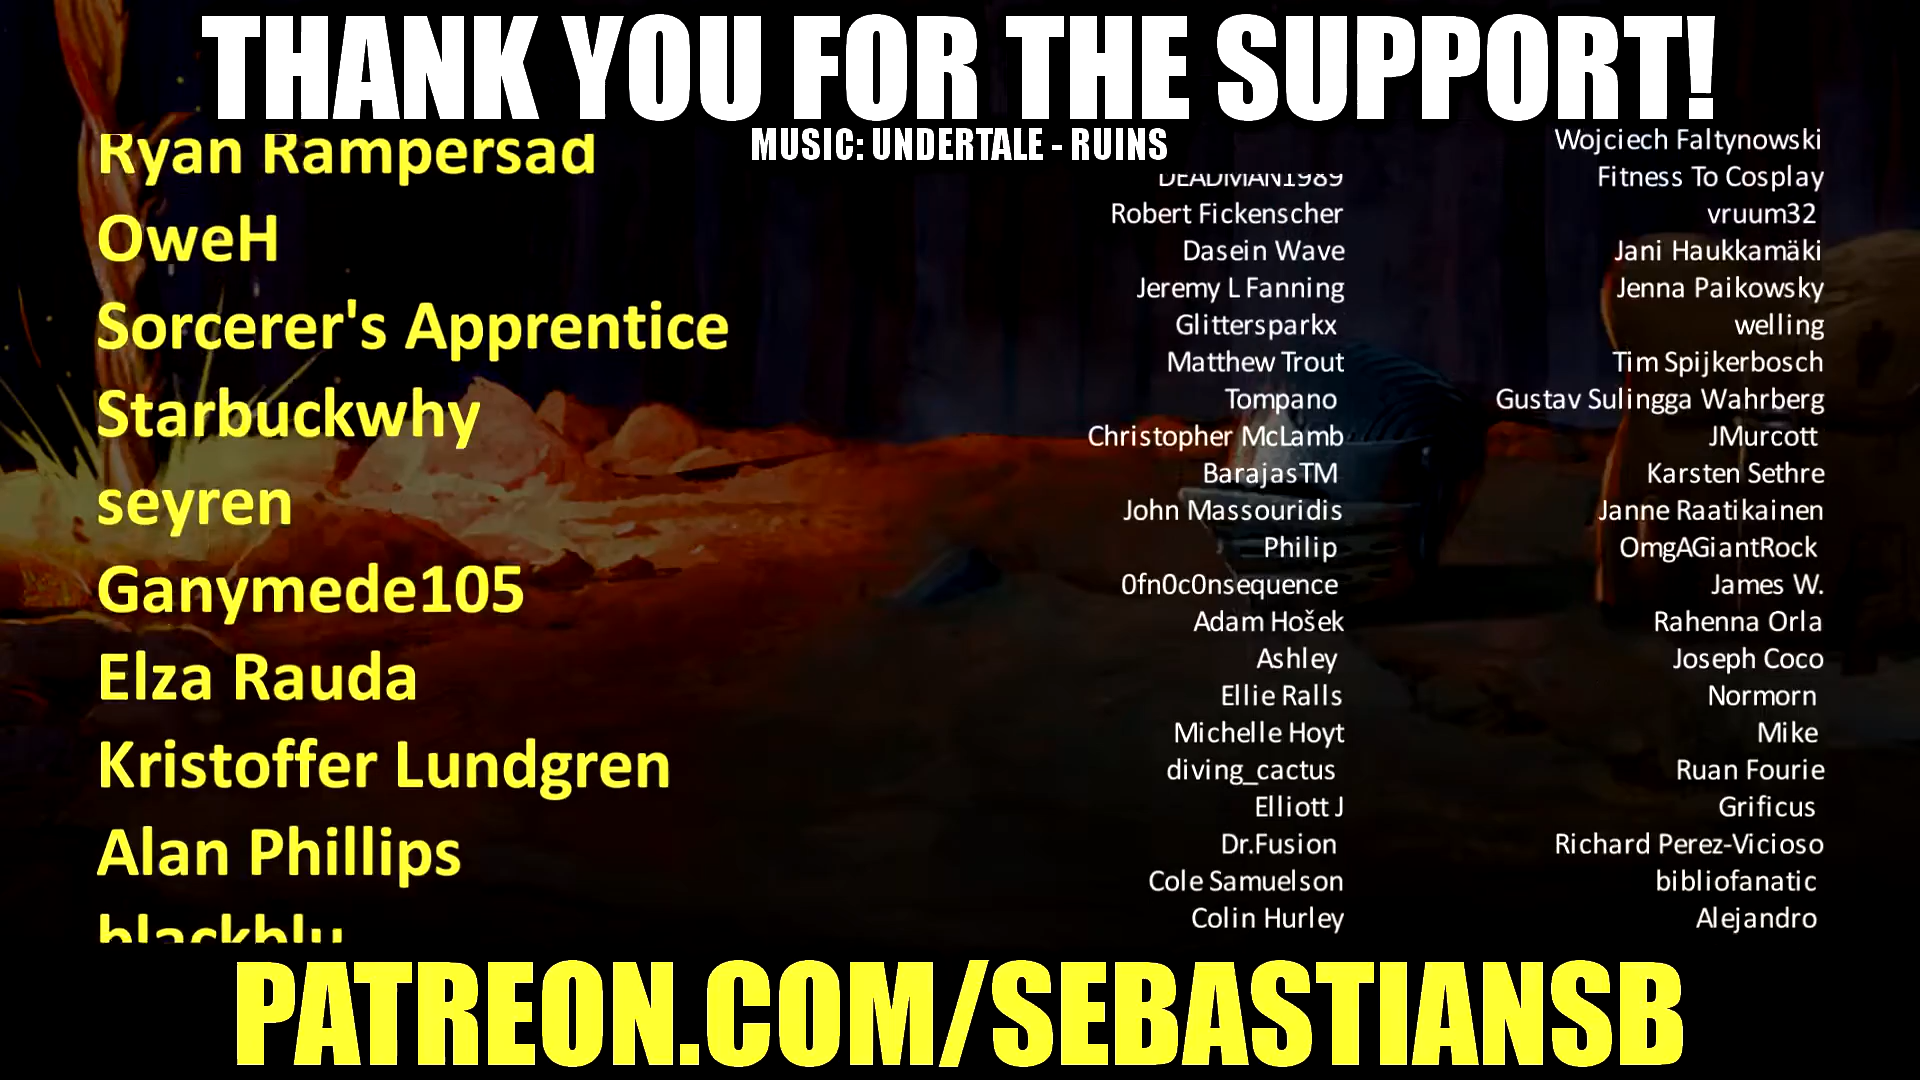 THANK YOU FOR THE SUPPORT!
MUSIC: UNDERTALE - RUINS
Ryan Rampersad
OweH
Sorcerer's Apprentice
Starbuckwhy
seyren
Ganymede105
Elza Rauda
Kristoffer Lundgren
Alan Phillips
blackblu
DEADMAN1989
Robert Fickenscher
Dasein Wave
Jeremy L Fanning
Glittersparkx
Matthew Trout
Tompano
Christopher McLamb
BarajasTM
John Massouridis
Philip
0fn0c0nsequence
Adam Hošek
Ashley
Ellie Ralls
Michelle Hoyt
diving_cactus
Elliott J
Dr.Fusion
Cole Samuelson
Colin Hurley
Wojciech Faltynowski
Fitness To Cosplay
vruum32
Jani Haukkamäki
Jenna Paikowsky
welling
Tim Spijkerbosch
Gustav Sulingga Wahrberg
JMurcott
Karsten Sethre
Janne Raatikainen
OmgAGiantRock
James W.
Rahenna Orla
Joseph Coco
Normorn
Mike
Ruan Fourie
Grificus
Richard Perez-Vicioso
bibliofanatic
Alejandro
PATREON.COM/SEBASTIANSB